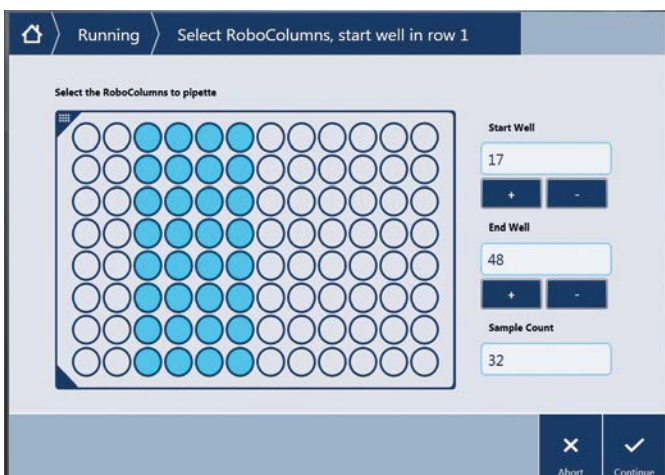 Running
Select RoboColumns, start well in row 1
Select the RoboColumns to pipette
Start Well
17
+ -
End Well
48
+ -
Sample Count
32
Abort Continue